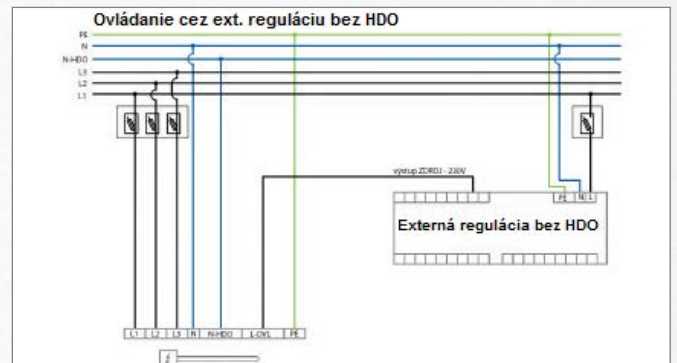 Ovládanie cez ext. reguláciu bez HDO
PE
N
N-HDO
L3
L2
L1
výstup ZDROJ - 230V
PE N L
Externá regulácia bez HDO
L1 L2 L3 N N-HDO L-OVL PE